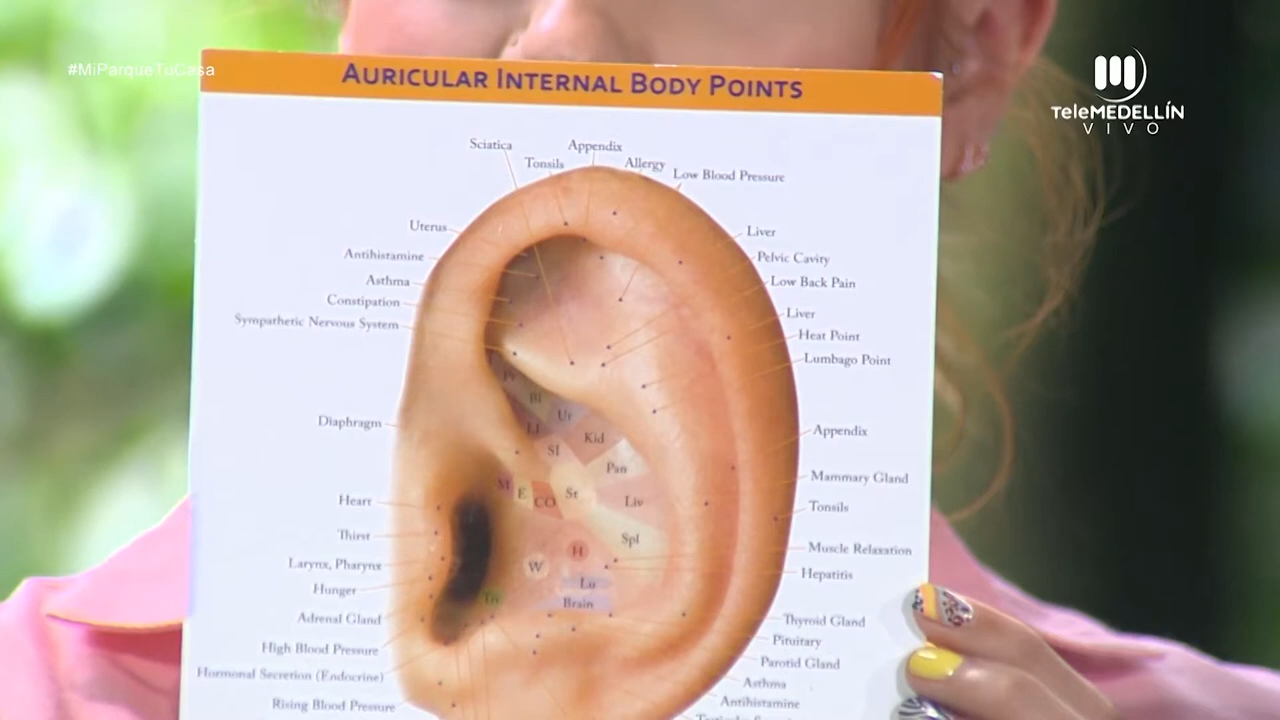 #MiParqueTuCasa
TeleMEDELLÍN
VIVO
AURICULAR INTERNAL BODY POINTS
Sciatica
Tonsils
Appendix
Allergy
Low Blood Pressure
Uterus
Antihistamine
Asthma
Constipation
Sympathetic Nervous System
Diaphragm
Heart
Thirst
Larynx, Pharynx
Hunger
Adrenal Gland
High Blood Pressure
Hormonal Secretion (Endocrine)
Rising Blood Pressure
Liver
Pelvic Cavity
Low Back Pain
Liver
Heat Point
Lumbago Point
Appendix
Mammary Gland
Tonsils
Muscle Relaxation
Hepatitis
Thyroid Gland
Pituitary
Parotid Gland
Asthma
Antihistamine
Bl
Ur
LI
Kid
SI
Pan
E
CO
St
Liv
Spl
H
W
Lu
Brain